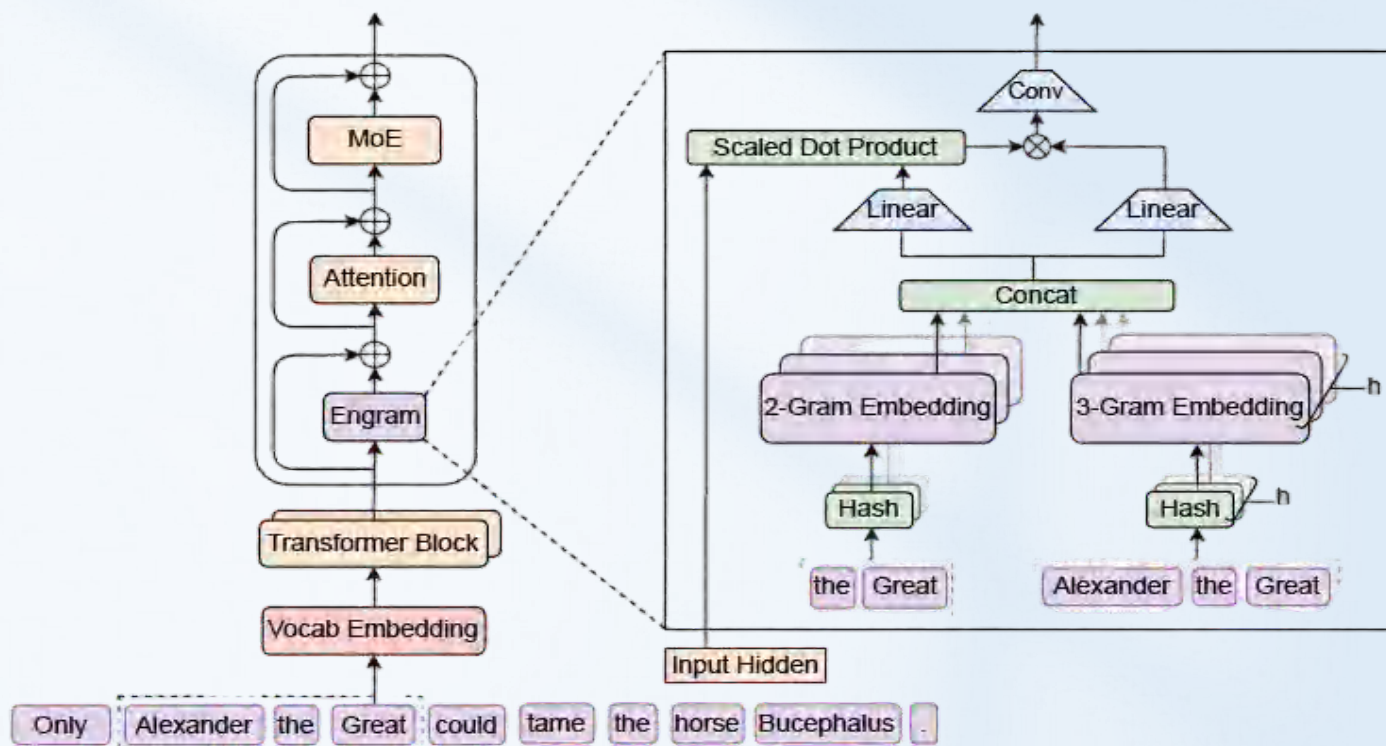 MoE
Attention
Engram
Transformer Block
Vocab Embedding
Only Alexander the Great could tame the horse Bucephalus .
Conv
Scaled Dot Product
Linear Linear
Concat
2-Gram Embedding 3-Gram Embedding h
Hash Hash h
the Great Alexander the Great
Input Hidden